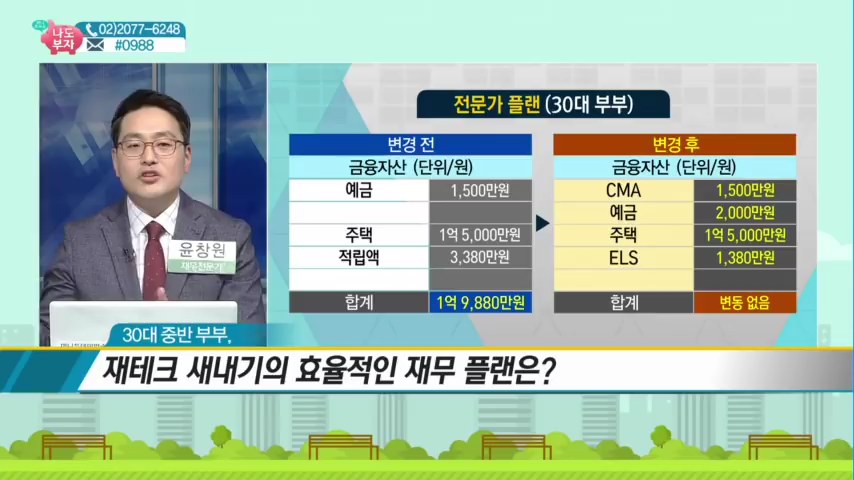 나도
부자
02)2077-6248
#0988
전문가 플랜 (30대 부부)
변경 전
금융자산 (단위/원)
예금 1,500만원
주택 1억 5,000만원
적립액 3,380만원
합계 1억 9,880만원
변경 후
금융자산 (단위/원)
CMA 1,500만원
예금 2,000만원
주택 1억 5,000만원
ELS 1,380만원
합계 변동 없음
윤창원
재무전문가
30대 중반 부부,
재테크 새내기의 효율적인 재무 플랜은?